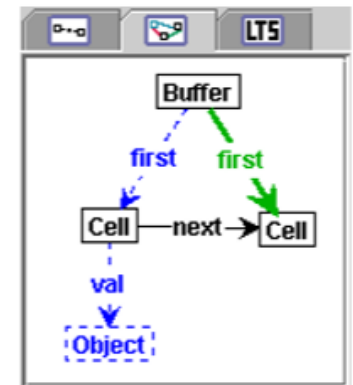 LTS
Buffer
first first
Cell next Cell
val
Object